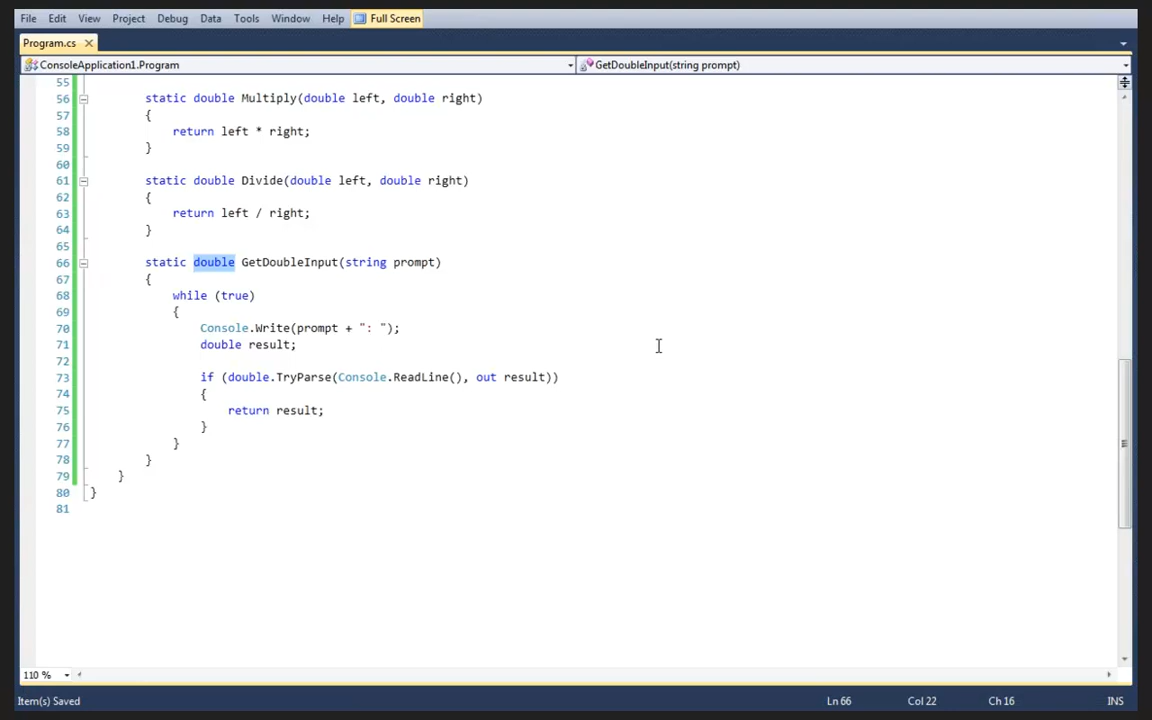 File Edit View Project Debug Data Tools Window Help Full Screen
Program.cs
ConsoleApplication1.Program GetDoubleInput(string prompt)
55
56 static double Multiply(double left, double right)
57 {
58 return left * right;
59 }
60
61 static double Divide(double left, double right)
62 {
63 return left / right;
64 }
65
66 static double GetDoubleInput(string prompt)
67 {
68 while (true)
69 {
70 Console.Write(prompt + ": ");
71 double result;
72
73 if (double.TryParse(Console.ReadLine(), out result))
74 {
75 return result;
76 }
77 }
78 }
79 }
80 }
81
110 %
Item(s) Saved Ln 66 Col 22 Ch 16 INS